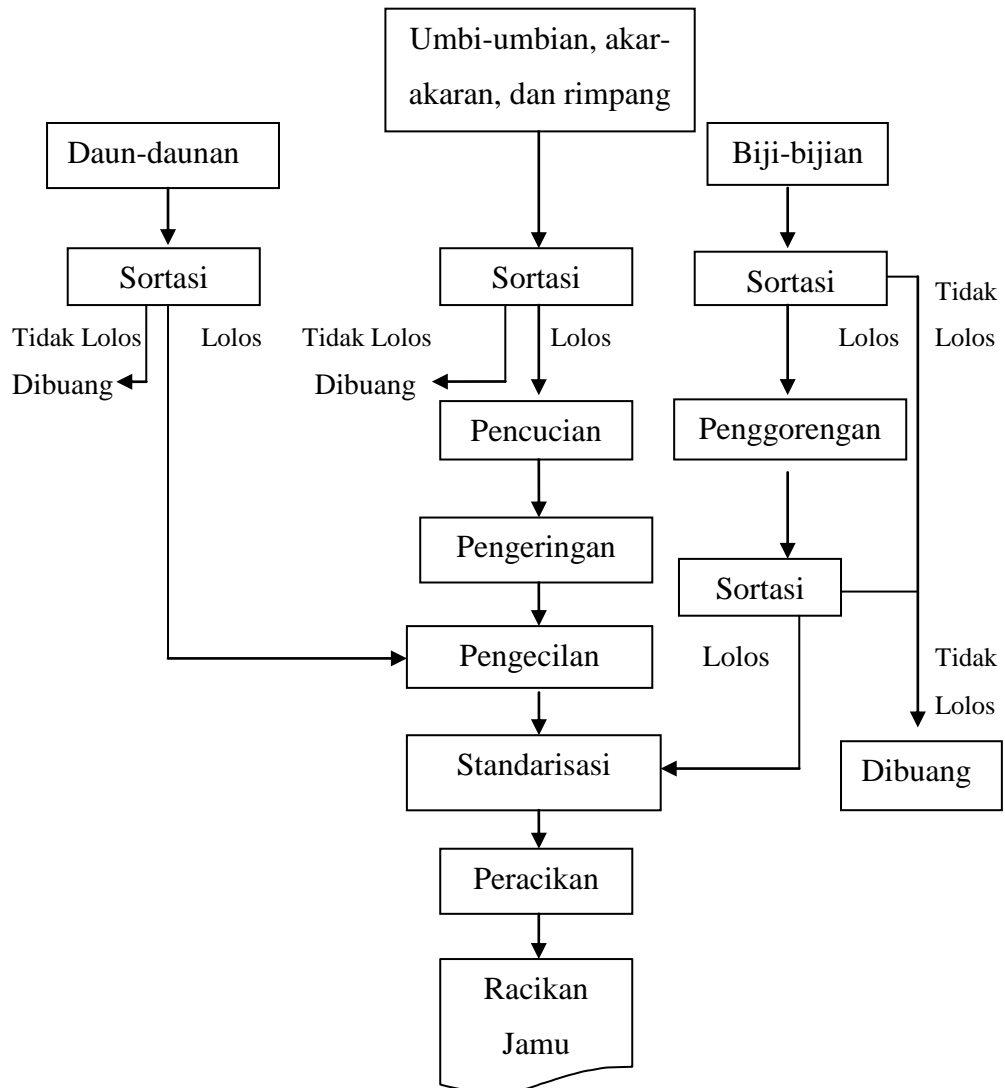 Umbi-umbian, akar-
akaran, dan rimpang
Daun-daunan
Biji-bijian
Sortasi
Sortasi
Sortasi
Tidak Lolos
Lolos
Dibuang
Tidak Lolos
Lolos
Dibuang
Lolos
Tidak
Lolos
Pencucian
Penggorengan
Pengeringan
Sortasi
Pengecilan
Lolos
Tidak
Lolos
Standarisasi
Dibuang
Peracikan
Racikan
Jamu